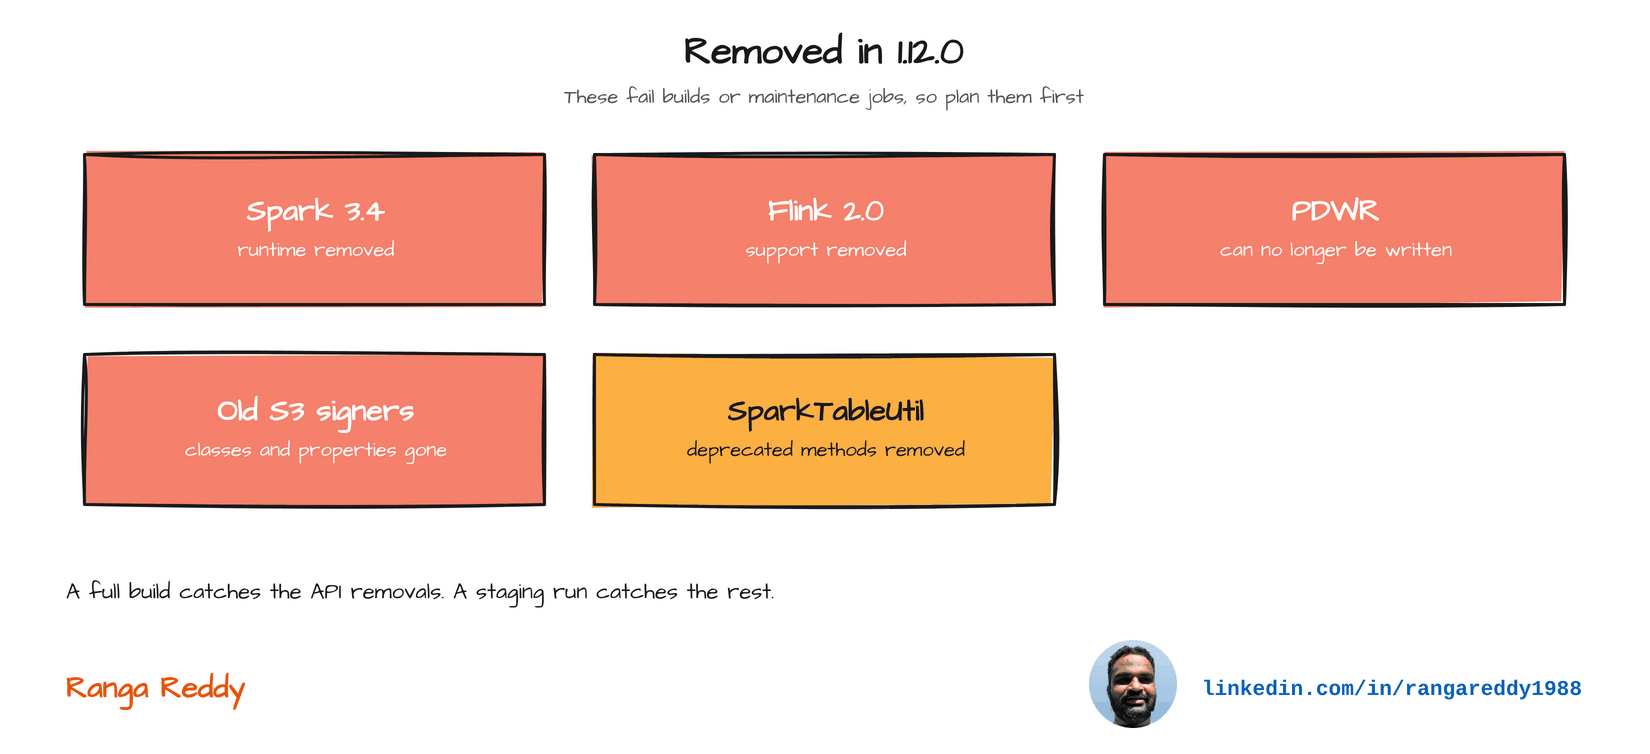 Removed in 1.12.0
These fail builds or maintenance jobs, so plan them first
Spark 3.4
runtime removed
Flink 2.0
support removed
PDWR
can no longer be written
Old S3 signers
classes and properties gone
SparkTableUtil
deprecated methods removed
A full build catches the API removals. A staging run catches the rest.
Ranga Reddy
linkedin.com/in/rangareddy1988